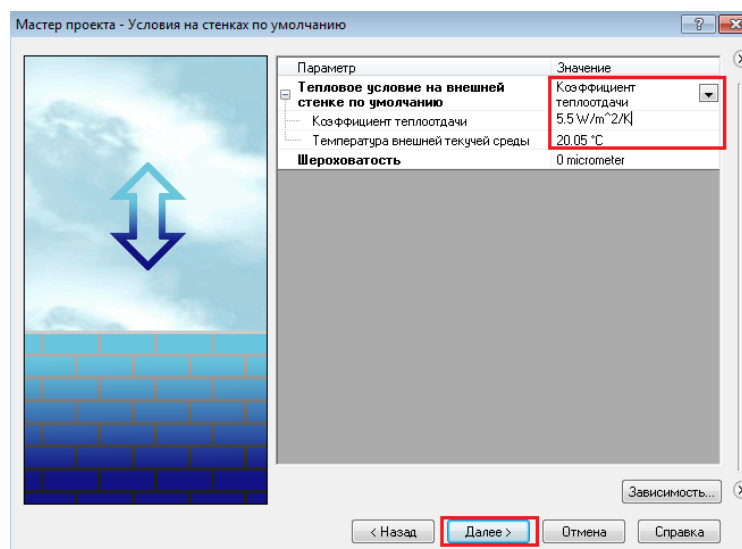 Мастер проекта - Условия на стенках по умолчанию
Параметр Значение
Тепловое условие на внешней Коэффициент
стенке по умолчанию теплоотдачи
Коэффициент теплоотдачи 5.5 W/m^2/K
Температура внешней текучей среды 20.05 °C
Шероховатость 0 micrometer
Зависимость...
< Назад Далее > Отмена Справка